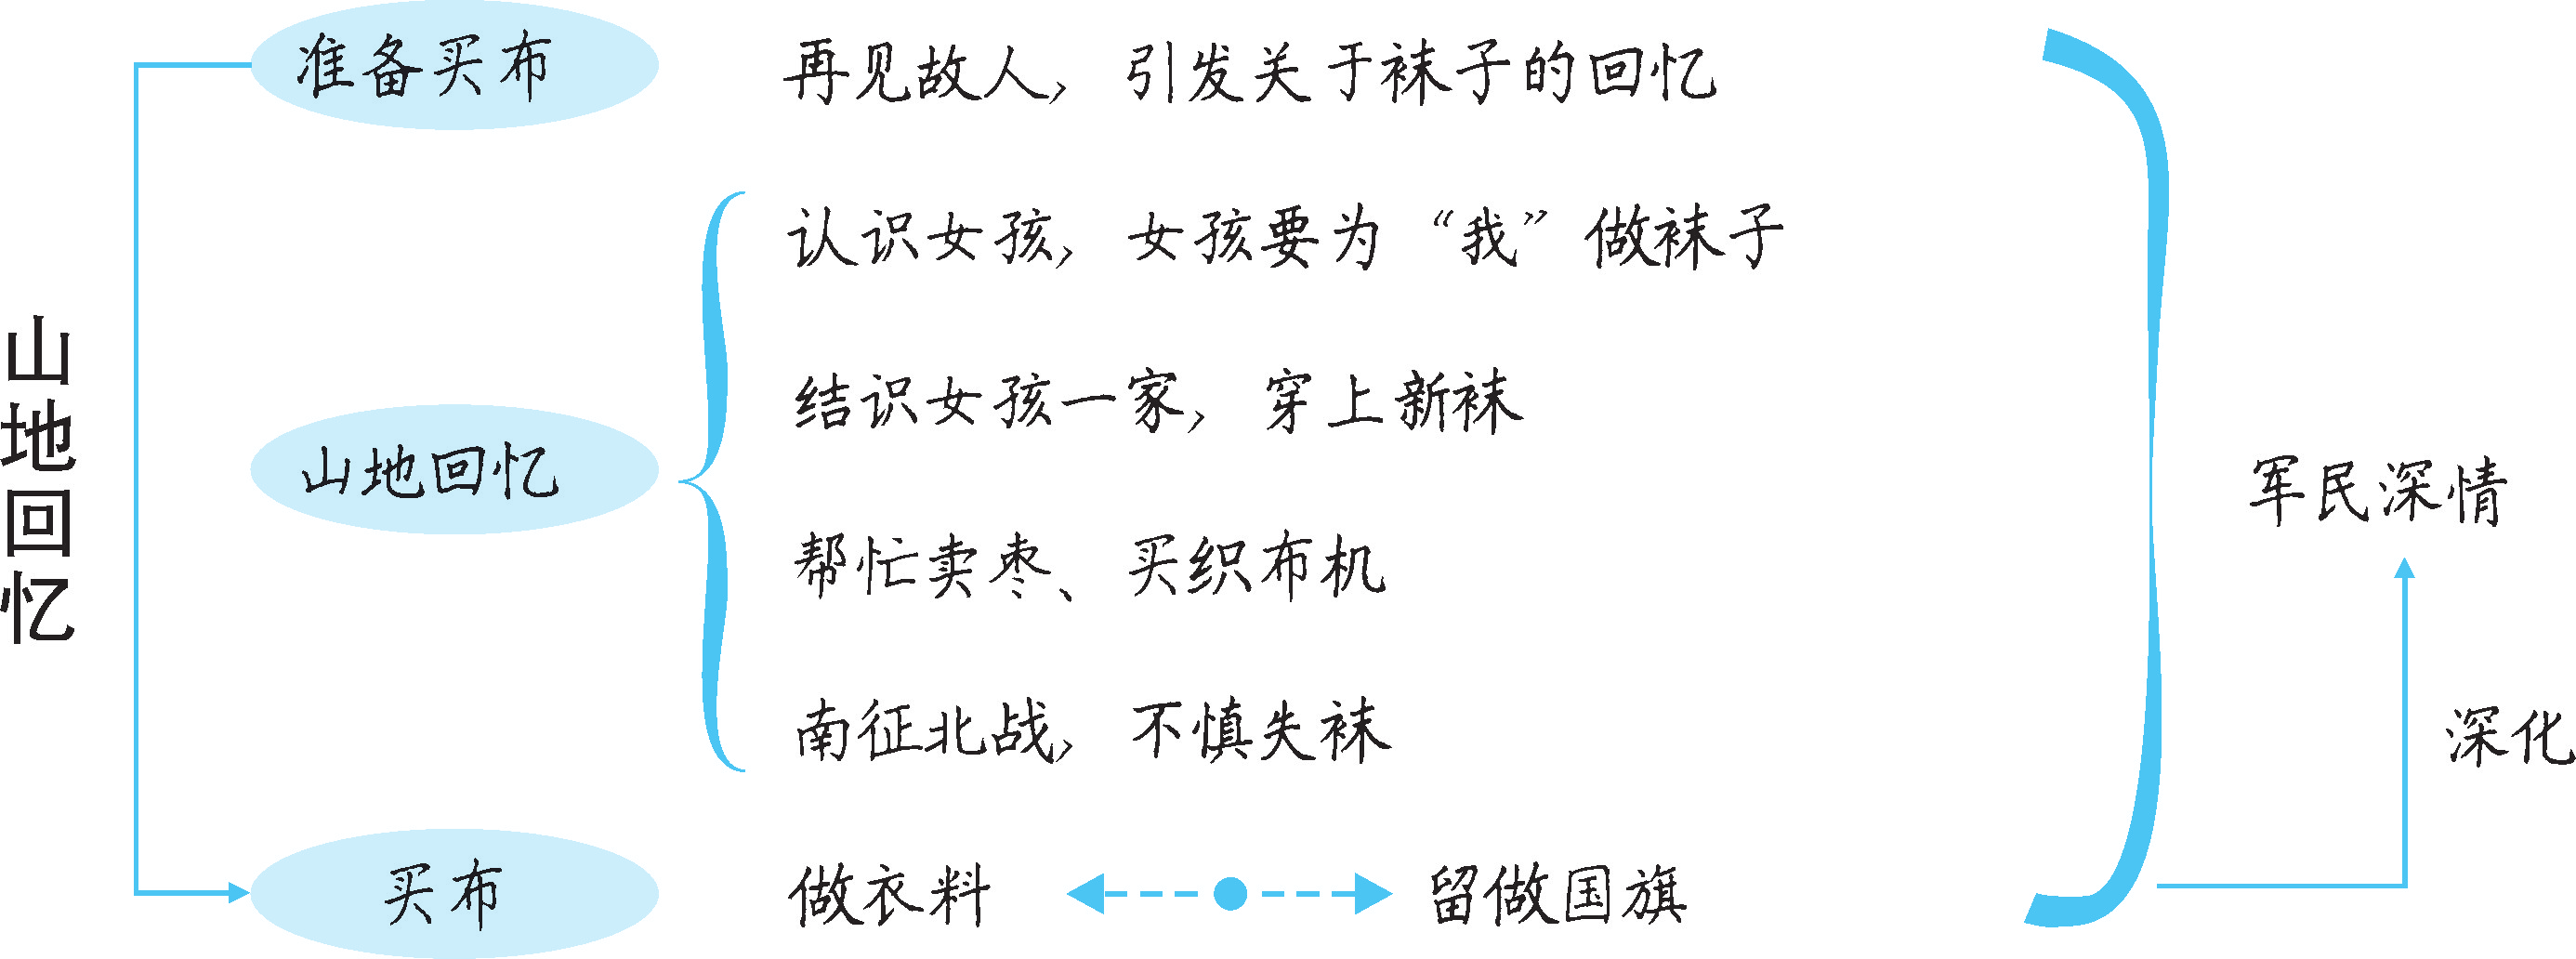 山地回忆
准备买布
再见故人，引发关于袜子的回忆
山地回忆
认识女孩，女孩要为“我”做袜子
结识女孩一家，穿上新袜
帮忙卖枣、买织布机
南征北战，不慎失袜
买布
做衣料
留做国旗
军民深情
深化